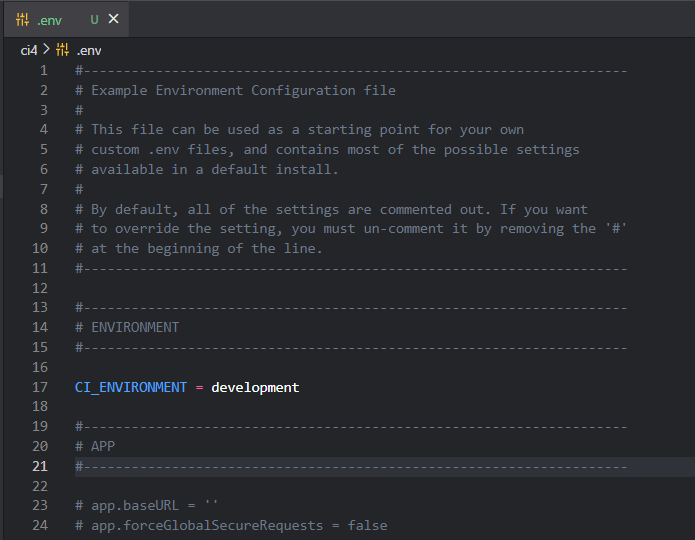 .env U ×
ci4 > .env
1 #--------------------------------------------------------------------
2 # Example Environment Configuration file
3 #
4 # This file can be used as a starting point for your own
5 # custom .env files, and contains most of the possible settings
6 # available in a default install.
7 #
8 # By default, all of the settings are commented out. If you want
9 # to override the setting, you must un-comment it by removing the '#'
10 # at the beginning of the line.
11 #--------------------------------------------------------------------
12
13 #--------------------------------------------------------------------
14 # ENVIRONMENT
15 #--------------------------------------------------------------------
16
17 CI_ENVIRONMENT = development
18
19 #--------------------------------------------------------------------
20 # APP
21 #--------------------------------------------------------------------
22
23 # app.baseURL = ''
24 # app.forceGlobalSecureRequests = false